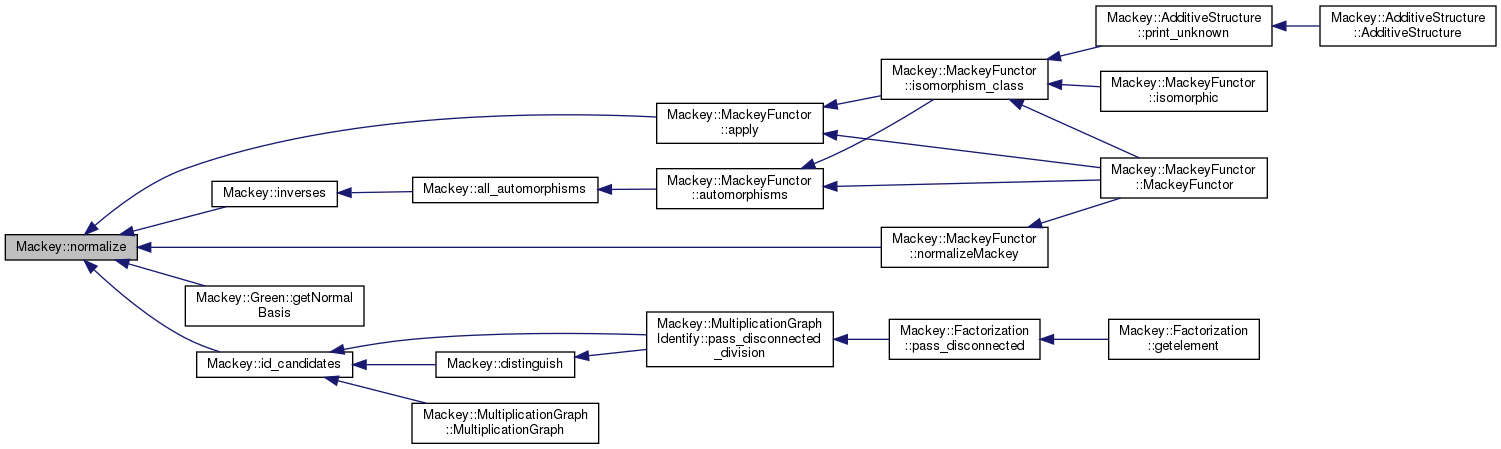 Mackey::AdditiveStructure
::print_unknown
Mackey::AdditiveStructure
::AdditiveStructure
Mackey::MackeyFunctor
::isomorphism_class
Mackey::MackeyFunctor
::isomorphic
Mackey::MackeyFunctor
::apply
Mackey::MackeyFunctor
::MackeyFunctor
Mackey::inverses
Mackey::all_automorphisms
Mackey::MackeyFunctor
::automorphisms
Mackey::normalize
Mackey::MackeyFunctor
::normalizeMackey
Mackey::Green::getNormal
Basis
Mackey::MultiplicationGraph
Identify::pass_disconnected
_division
Mackey::Factorization
::pass_disconnected
Mackey::Factorization
::getelement
Mackey::id_candidates
Mackey::distinguish
Mackey::MultiplicationGraph
::MultiplicationGraph